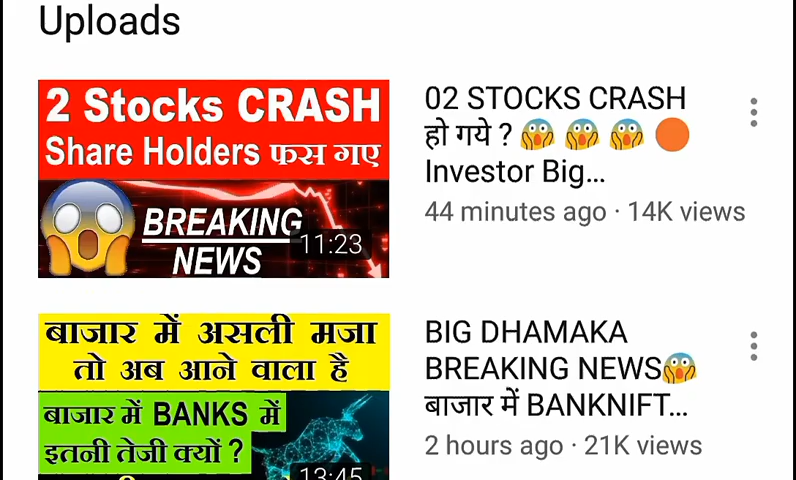 Uploads
2 Stocks CRASH
Share Holders फस गए
BREAKING
NEWS
11:23
02 STOCKS CRASH
हो गये ? 😱 😱 😱 🟠
Investor Big...
44 minutes ago · 14K views
बाजार में असली मजा
तो अब आने वाला है
बाजार में BANKS में
इतनी तेजी क्यों ?
13:45
BIG DHAMAKA
BREAKING NEWS😱
बाजार में BANKNIFT...
2 hours ago · 21K views